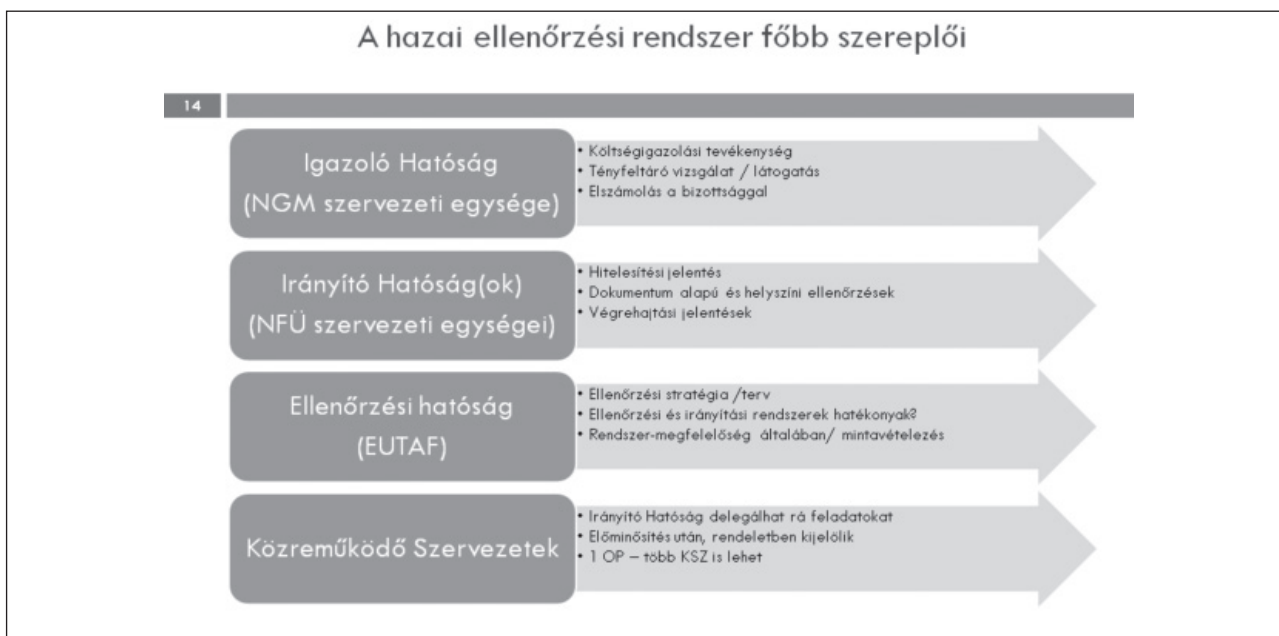 A hazai ellenőrzési rendszer főbb szereplői
14
Igazoló Hatóság
(NGM szervezeti egysége)
• Költségigazolási tevékenység
• Tényfeltáró vizsgálat / látogatás
• Elszámolás a bizottsággal
Irányító Hatóság(ok)
(NFÜ szervezeti egységei)
• Hitelesítési jelentés
• Dokumentum alapú és helyszíni ellenőrzések
• Végrehajtási jelentések
Ellenőrzési hatóság
(EUTAF)
• Ellenőrzési stratégia /terv
• Ellenőrzési és irányítási rendszerek hatékonyak?
• Rendszer-megfelelőség általában/ mintavételezés
Közreműködő Szervezetek
• Irányító Hatóság delegálhat rá feladatokat
• Előminősítés után, rendeletben kijelölik
• 1 OP – több KSZ is lehet